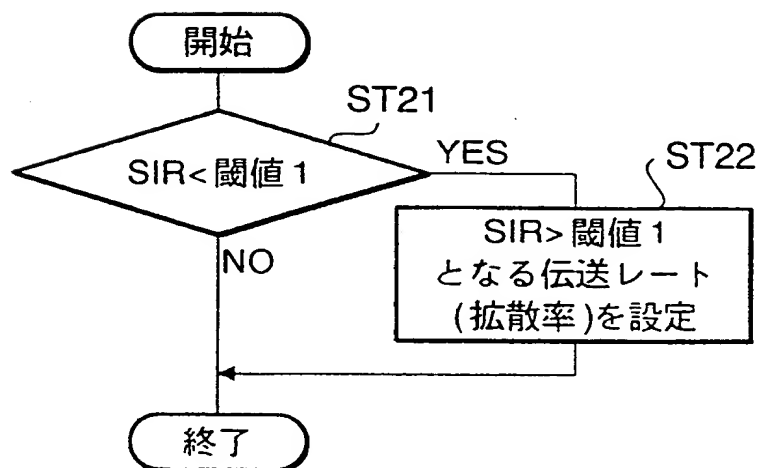 開始
ST21
SIR<閾値1
YES
ST22
SIR>閾値1
となる伝送レート
(拡散率)を設定
NO
終了